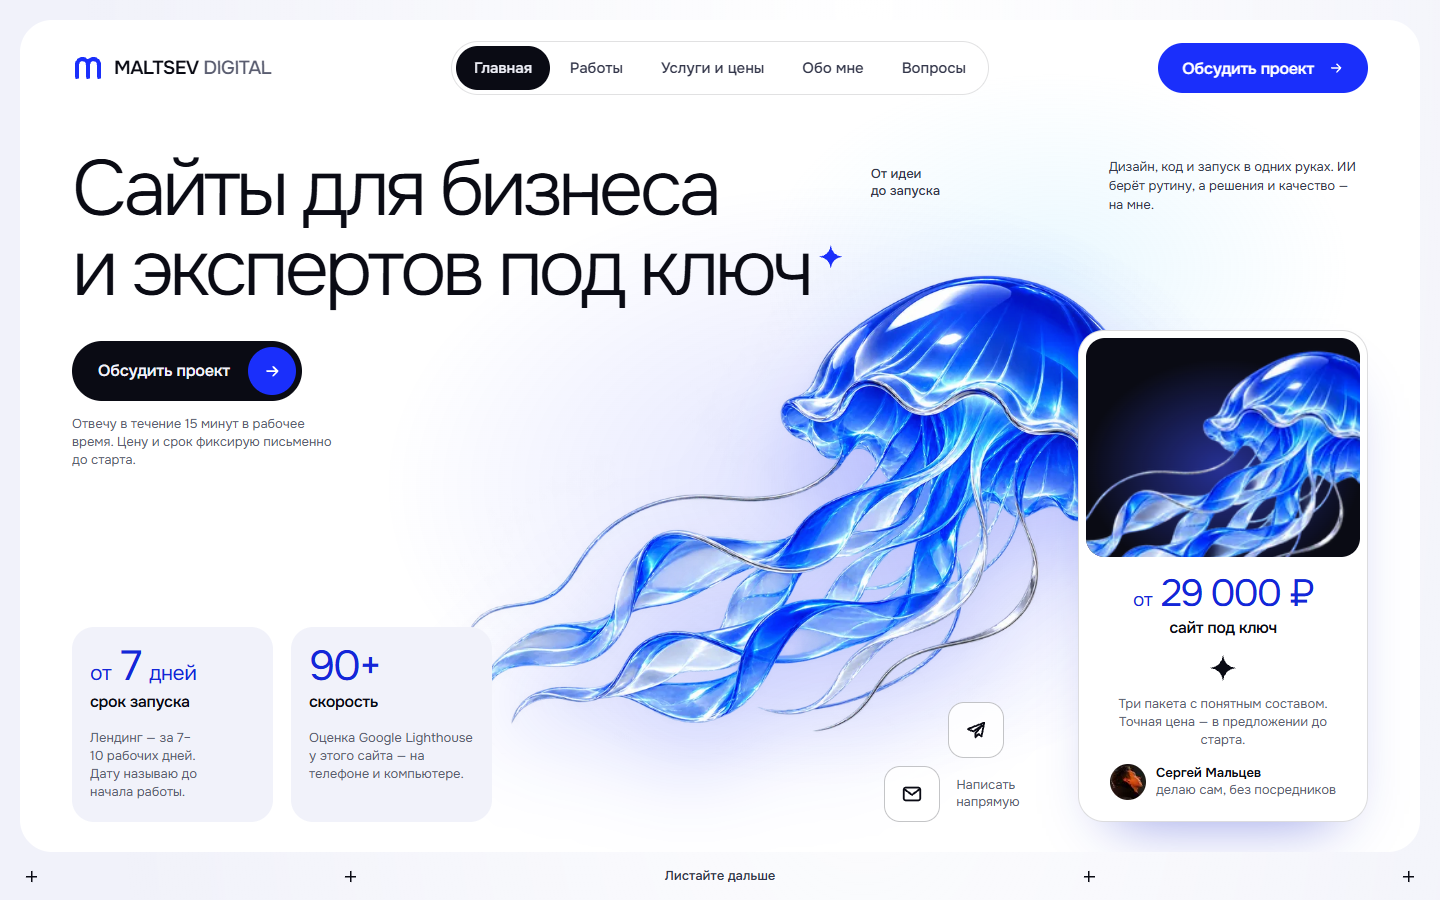 MALTSEV DIGITAL
Главная
Работы
Услуги и цены
Обо мне
Вопросы
Обсудить проект
Сайты для бизнеса
и экспертов под ключ
От идеи
до запуска
Дизайн, код и запуск в одних руках. ИИ
берёт рутину, а решения и качество —
на мне.
Обсудить проект
Отвечу в течение 15 минут в рабочее
время. Цену и срок фиксирую письменно
до старта.
от 7 дней
срок запуска
Лендинг — за 7–
10 рабочих дней.
Дату называю до
начала работы.
90+
скорость
Оценка Google Lighthouse
у этого сайта — на
телефоне и компьютере.
Написать
напрямую
от 29 000 ₽
сайт под ключ
Три пакета с понятным составом.
Точная цена — в предложении до
старта.
Сергей Мальцев
делаю сам, без посредников
Листайте дальше